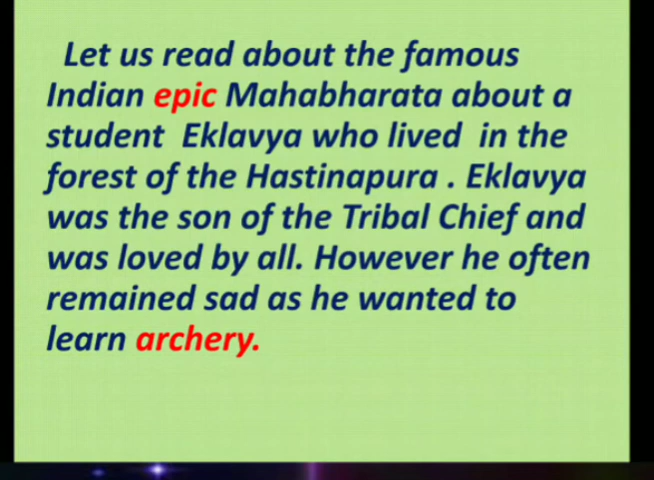 Let us read about the famous
Indian epic Mahabharata about a
student Eklavya who lived in the
forest of the Hastinapura . Eklavya
was the son of the Tribal Chief and
was loved by all. However he often
remained sad as he wanted to
learn archery.